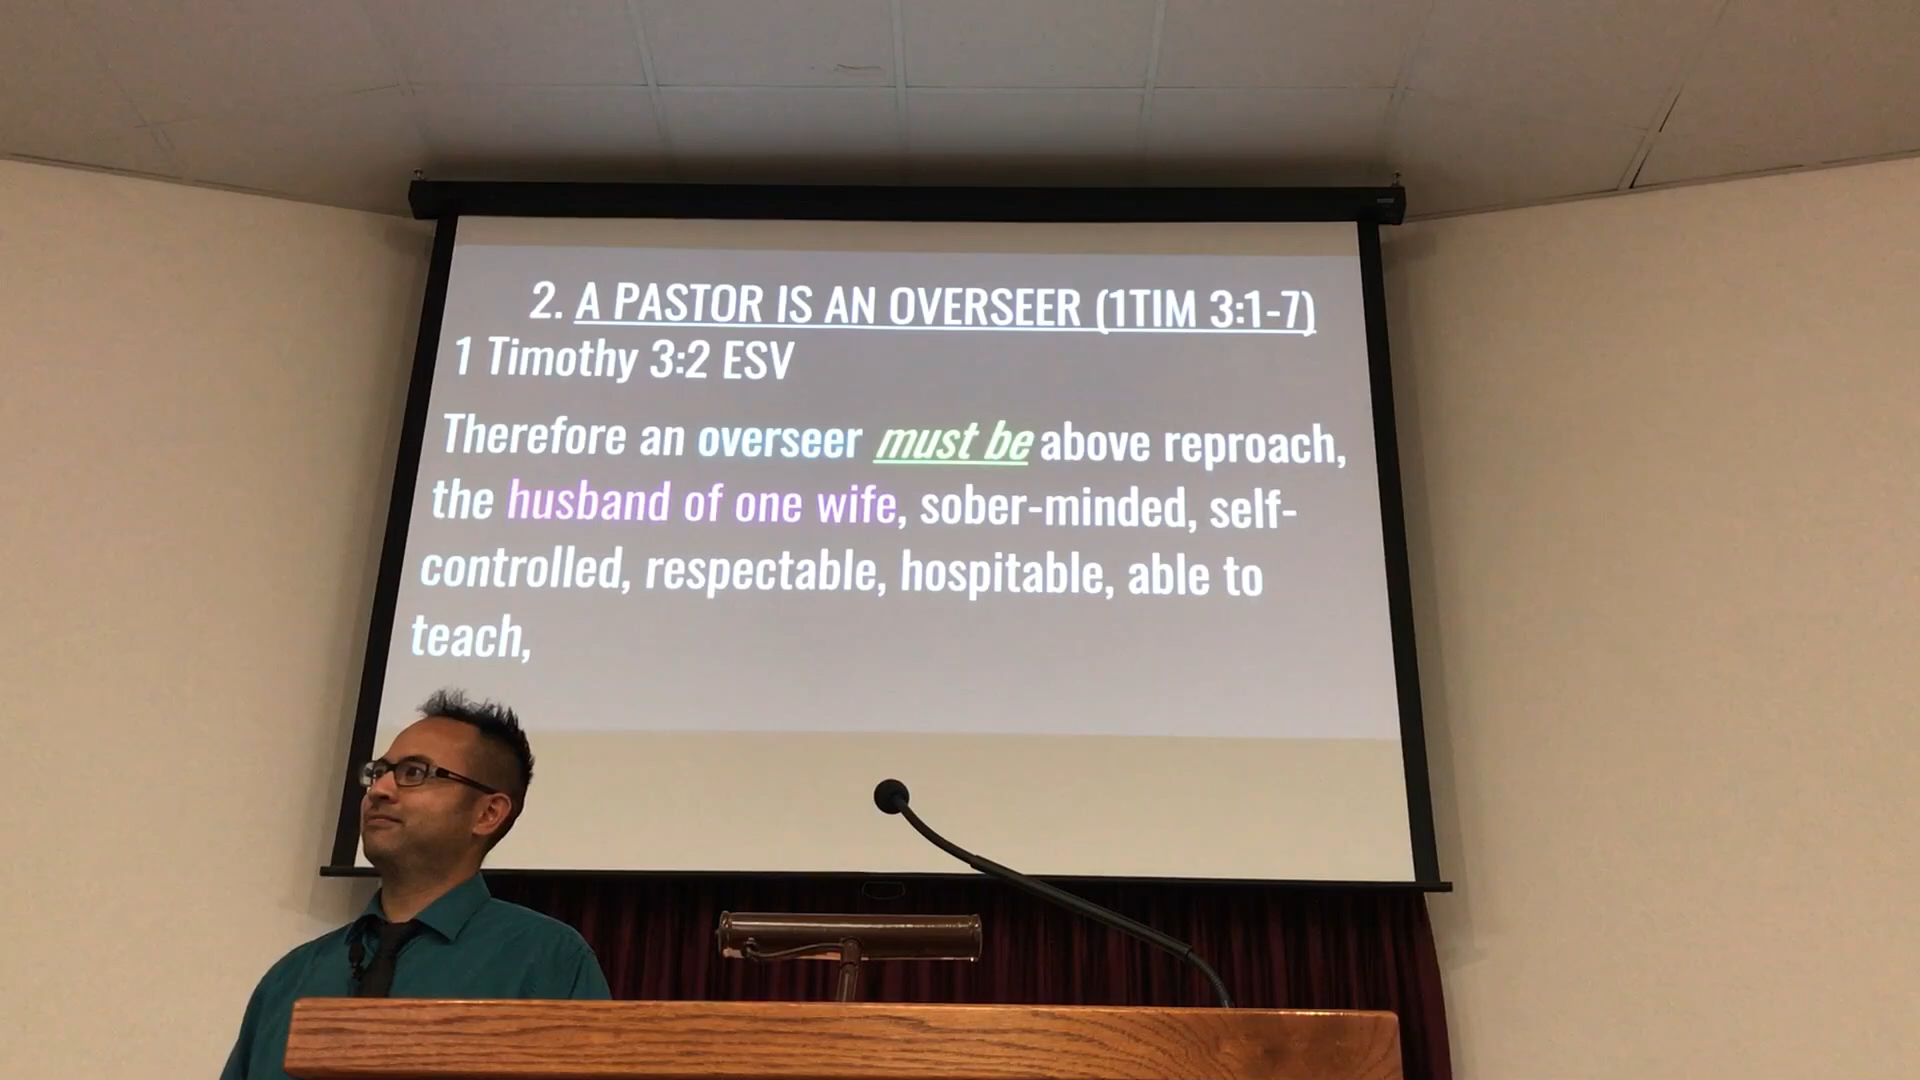 2. A PASTOR IS AN OVERSEER (1TIM 3:1-7)
1 Timothy 3:2 ESV
Therefore an overseer must be above reproach,
the husband of one wife, sober-minded, self-
controlled, respectable, hospitable, able to
teach,